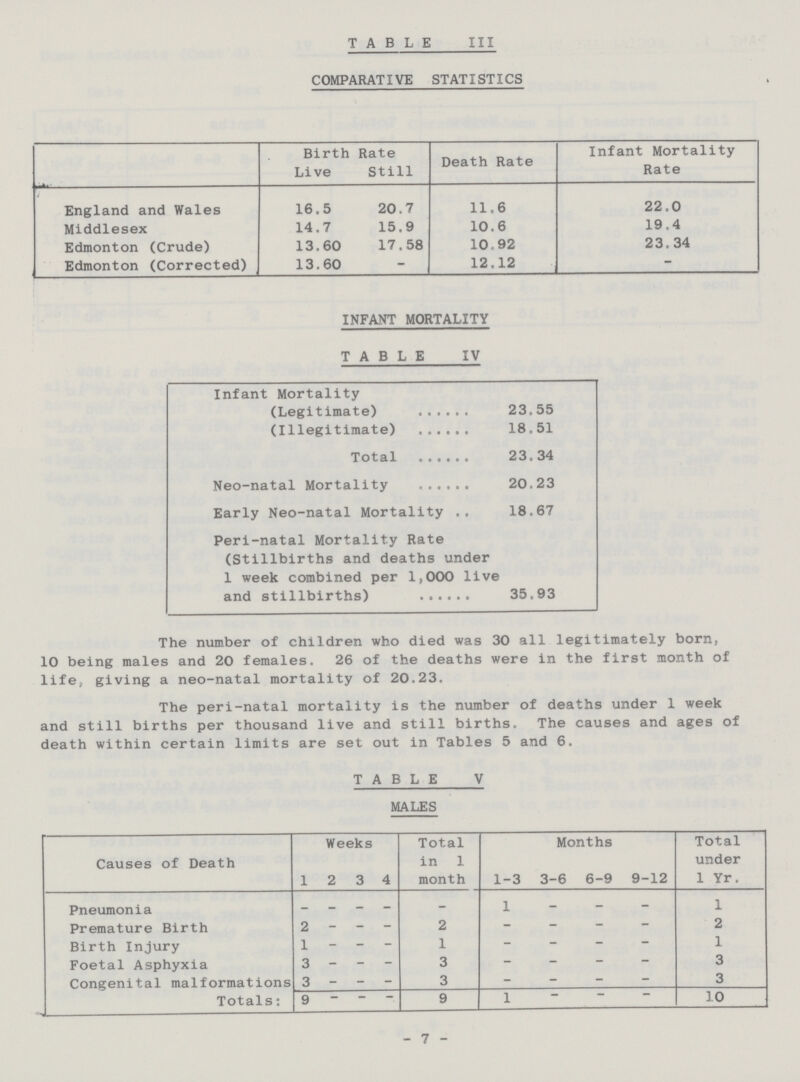 TABLE III
COMPARATIVE STATISTICS
Birth Rate Death Rate Infant Mortality
Live Still Rate
England and Wales 16.5 20.7 11.6 22.0
Middlesex 14.7 15.9 10.6 19.4
Edmonton (Crude) 13.60 17.58 10.92 23.34
Edmonton (Corrected) 13.60 - 12.12 -
INFANT MORTALITY
TABLE IV
Infant Mortality
(Legitimate) ...... 23.55
(Illegitimate) ...... 18.51
Total ...... 23.34
Neo-natal Mortality ...... 20.23
Early Neo-natal Mortality .. 18.67
Peri-natal Mortality Rate
(Stillbirths and deaths under
1 week combined per 1,000 live
and stillbirths) ...... 35.93
The number of children who died was 30 all legitimately born,
10 being males and 20 females. 26 of the deaths were in the first month of
life, giving a neo-natal mortality of 20.23.
The peri-natal mortality is the number of deaths under 1 week
and still births per thousand live and still births. The causes and ages of
death within certain limits are set out in Tables 5 and 6.
TABLE V
MALES
Causes of Death Weeks Total Months Total
in 1 under
1 2 3 4 month 1-3 3-6 6-9 9-12 1 Yr.
Pneumonia - - - - - 1 - - - 1
Premature Birth 2 - - - 2 - - - - 2
Birth Injury 1 - - - 1 - - - - 1
Foetal Asphyxia 3 - - - 3 - - - - 3
Congenital malformations 3 - - - 3 - - - - 3
Totals: 9 - - - 9 1 - - - 10
- 7 -